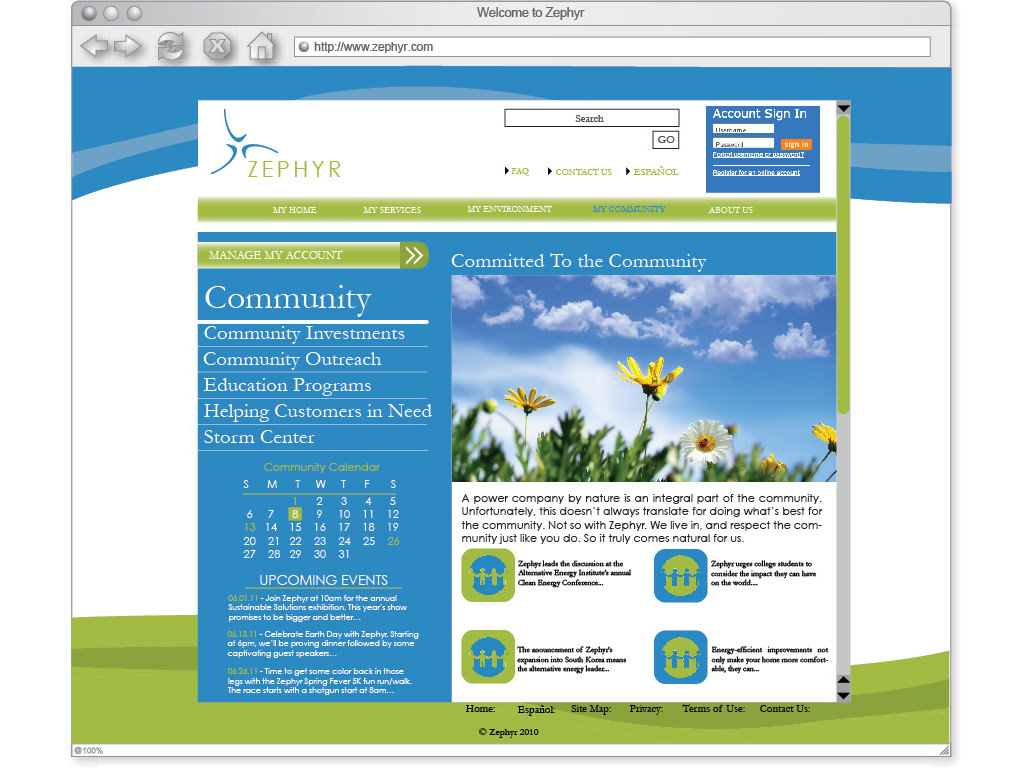 Welcome to Zephyr
http://www.zephyr.com
ZEPHYR
Search
GO
FAQ
CONTACT US
ESPAÑOL
Account Sign In
Username
Password
sign in
Forgot username or password?
Register for an online account
MY HOME
MY SERVICES
MY ENVIRONMENT
MY COMMUNITY
ABOUT US
MANAGE MY ACCOUNT
Community
Community Investments
Community Outreach
Education Programs
Helping Customers in Need
Storm Center
Community Calendar
S M T W T F S
1 2 3 4 5
6 7 8 9 10 11 12
13 14 15 16 17 18 19
20 21 22 23 24 25 26
27 28 29 30 31
UPCOMING EVENTS
06.01.11 - Join Zephyr at 10am for the annual
Sustainable Solutions exhibition. This year's show
promises to be bigger and better...
06.13.11 - Celebrate Earth Day with Zephyr. Starting
at 6pm, we'll be proving dinner followed by some
captivating guest speakers...
06.26.11 - Time to get some color back in those
legs with the Zephyr Spring Fever 5K fun run/walk.
The race starts with a shotgun start at 8am...
Committed To the Community
A power company by nature is an integral part of the community.
Unfortunately, this doesn't always translate for doing what's best for
the community. Not so with Zephyr. We live in, and respect the com-
munity just like you do. So it truly comes natural for us.
Zephyr leads the discussion at the
Alternative Energy Institute's annual
Clean Energy Conference...
Zephyr urges college students to
consider the impact they can have
on the world....
The anoucement of Zephyr's
expansion into South Korea means
the alternative energy leader...
Energy-efficient improvements not
only make your home more comfort-
able, they can...
Home:
Español:
Site Map:
Privacy:
Terms of Use:
Contact Us:
© Zephyr 2010
@100%